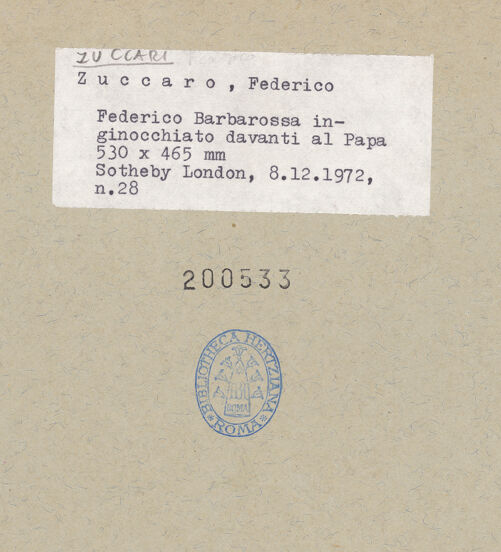 ZUCCARI
Zuccaro, Federico
Federico Barbarossa in-
ginocchiato davanti al Papa
530 x 465 mm
Sotheby London, 8.12.1972,
n.28
200533
BIBLIOTHECA HERTZIANA
ROMA
ROMA